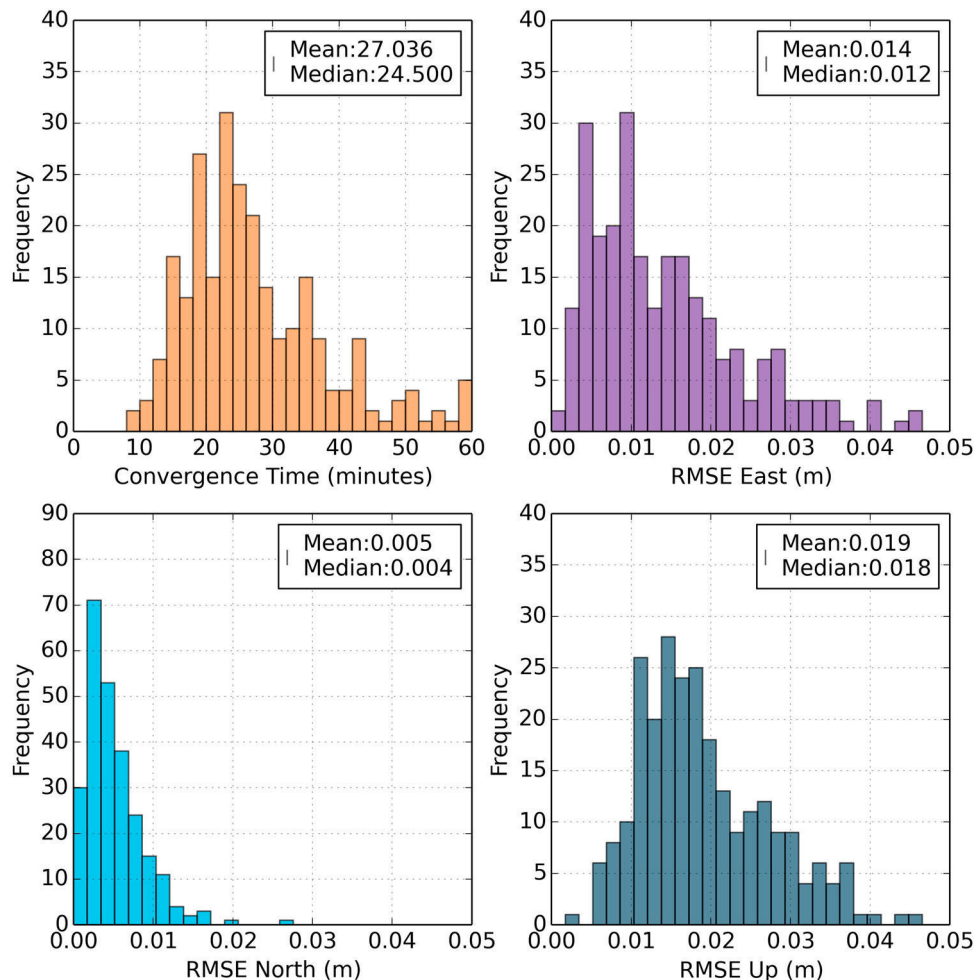 40
35
30
25
20
15
10
5
0
Frequency
Mean:27.036
Median:24.500
0 10 20 30 40 50 60
Convergence Time (minutes)
40
35
30
25
20
15
10
5
0
Frequency
Mean:0.014
Median:0.012
0.00 0.01 0.02 0.03 0.04 0.05
RMSE East (m)
90
80
70
60
50
40
30
20
10
0
Frequency
Mean:0.005
Median:0.004
0.00 0.01 0.02 0.03 0.04 0.05
RMSE North (m)
40
35
30
25
20
15
10
5
0
Frequency
Mean:0.019
Median:0.018
0.00 0.01 0.02 0.03 0.04 0.05
RMSE Up (m)